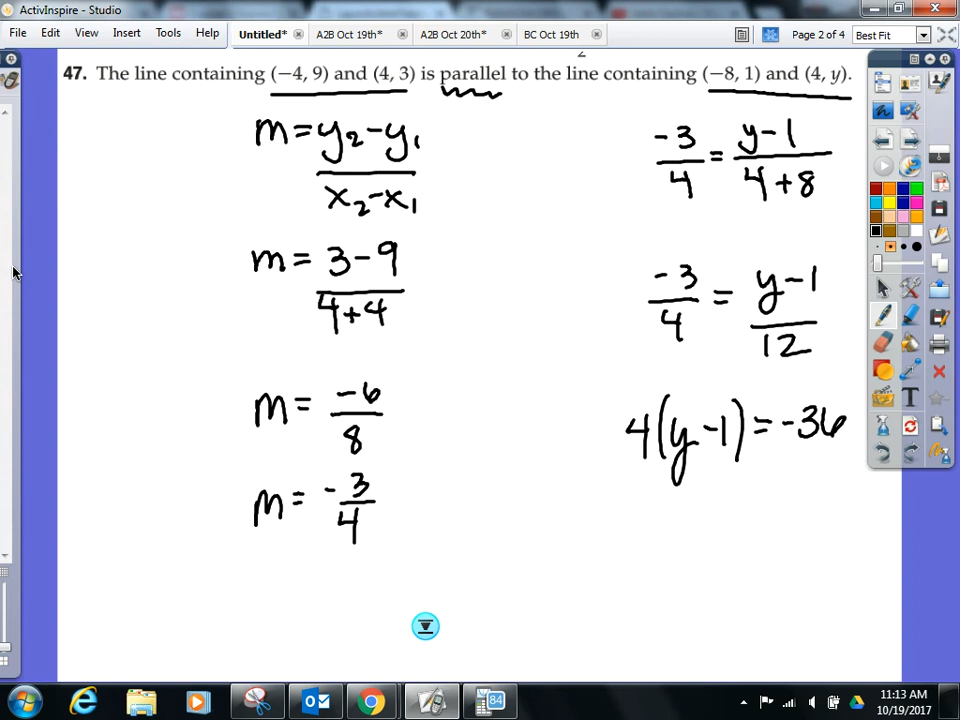 ActivInspire - Studio
File Edit View Insert Tools Help Untitled* A2B Oct 19th* A2B Oct 20th* BC Oct 19th Page 2 of 4 Best Fit
2
47. The line containing (−4, 9) and (4, 3) is parallel to the line containing (−8, 1) and (4, y).
m = y₂ - y₁
x₂ - x₁
m = 3 - 9
4 + 4
m = -6
8
m = -3
4
-3 = y - 1
4 4 + 8
-3 = y - 1
4 12
4(y - 1) = -36
T
84
11:13 AM
10/19/2017